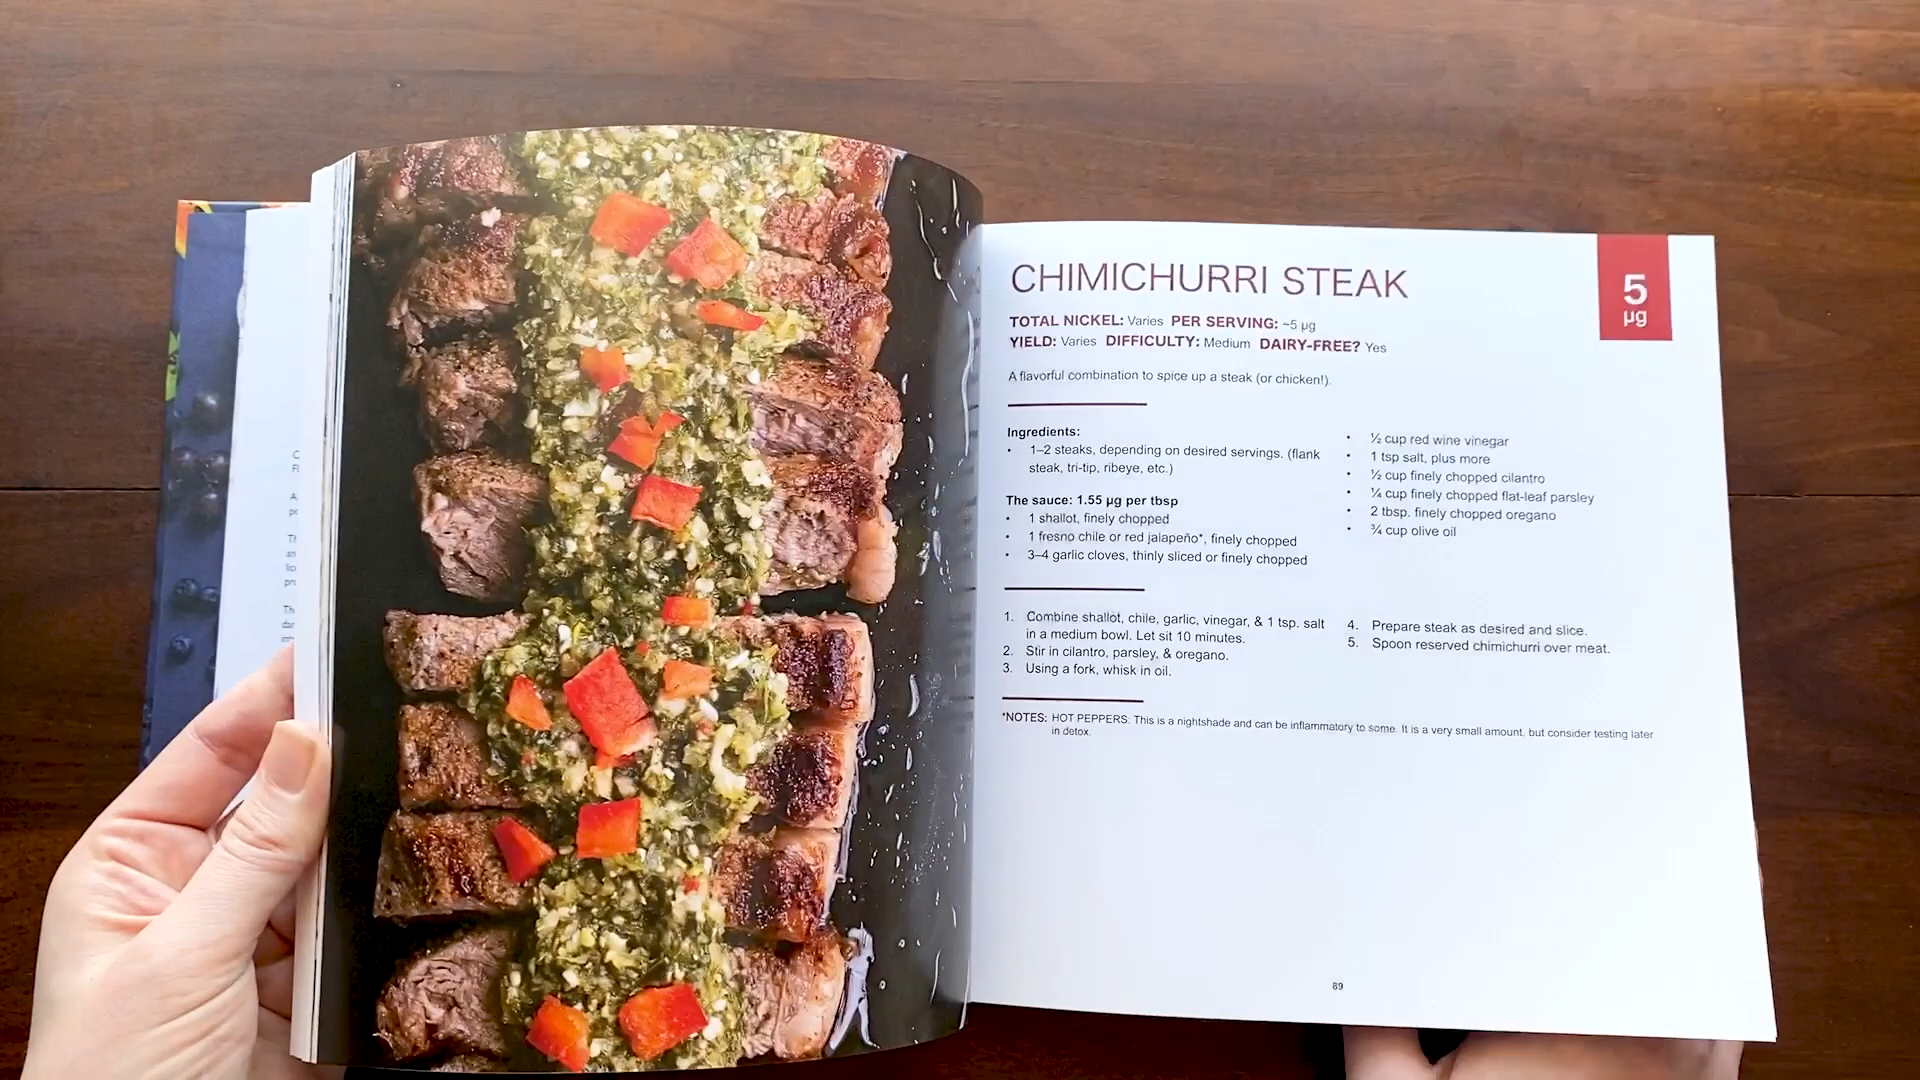 CHIMICHURRI STEAK
5
µg
TOTAL NICKEL: Varies PER SERVING: ~5 µg
YIELD: Varies DIFFICULTY: Medium DAIRY-FREE? Yes
A flavorful combination to spice up a steak (or chicken!).
Ingredients:
• 1–2 steaks, depending on desired servings. (flank
steak, tri-tip, ribeye, etc.)
The sauce: 1.55 µg per tbsp
• 1 shallot, finely chopped
• 1 fresno chile or red jalapeño*, finely chopped
• 3–4 garlic cloves, thinly sliced or finely chopped
• ½ cup red wine vinegar
• 1 tsp salt, plus more
• ½ cup finely chopped cilantro
• ¼ cup finely chopped flat-leaf parsley
• 2 tbsp. finely chopped oregano
• ¾ cup olive oil
1. Combine shallot, chile, garlic, vinegar, & 1 tsp. salt
in a medium bowl. Let sit 10 minutes.
2. Stir in cilantro, parsley, & oregano.
3. Using a fork, whisk in oil.
4. Prepare steak as desired and slice.
5. Spoon reserved chimichurri over meat.
*NOTES: HOT PEPPERS: This is a nightshade and can be inflammatory to some. It is a very small amount, but consider testing later
in detox.
89